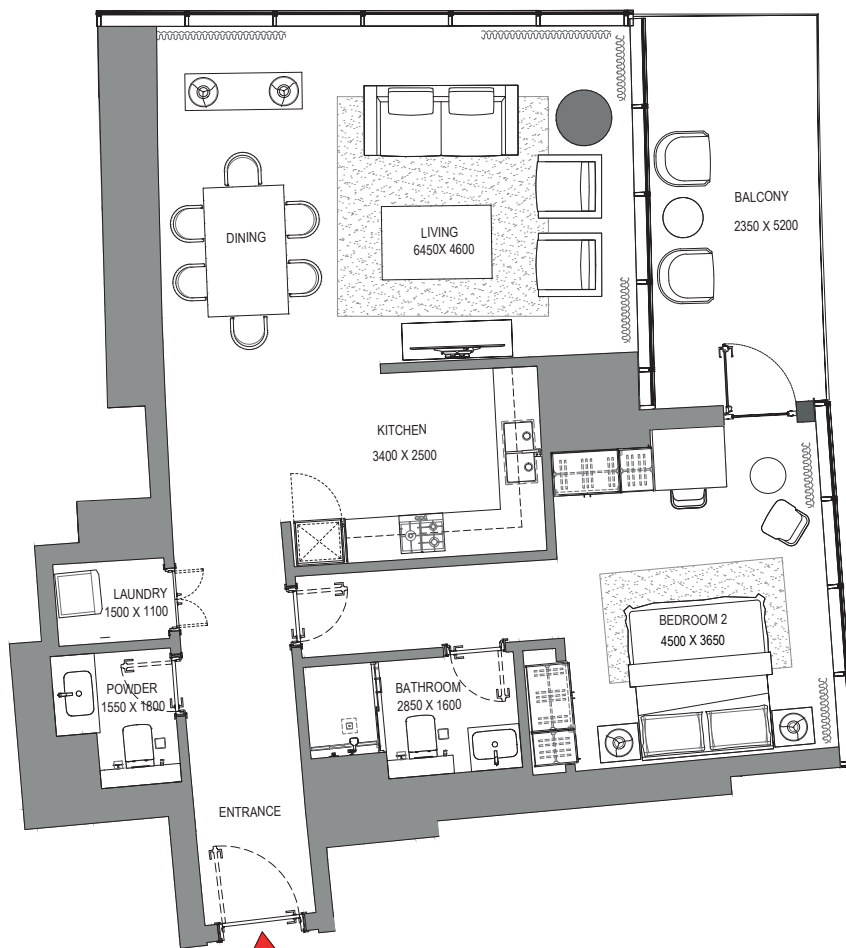 BALCONY
2350 X 5200
DINING
LIVING
6450X 4600
KITCHEN
3400 X 2500
LAUNDRY
1500 X 1100
BEDROOM 2
4500 X 3650
POWDER
1550 X 1800
BATHROOM
2850 X 1600
ENTRANCE